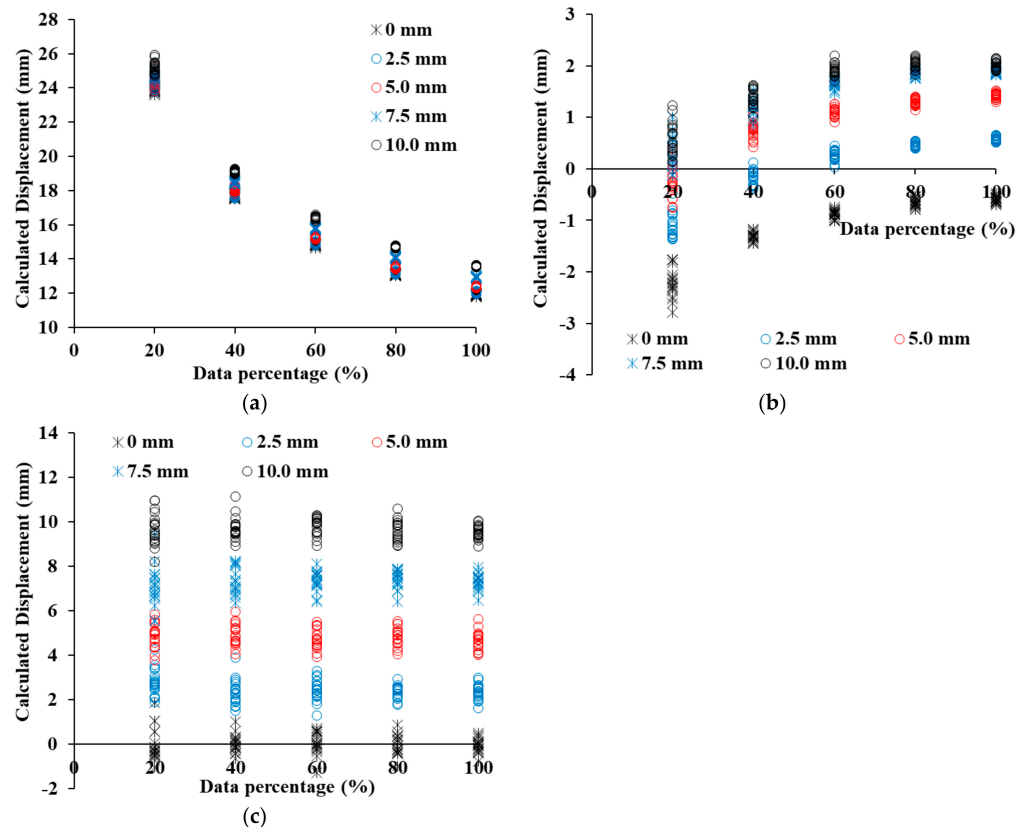 28
26
24
22
20
18
16
14
12
10
Calculated Displacement (mm)
0 mm
2.5 mm
5.0 mm
7.5 mm
10.0 mm
0 20 40 60 80 100
Data percentage (%)
(a)
3
2
1
0
-1
-2
-3
-4
Calculated Displacement (mm)
0 20 40 60 80 100
Data percentage (%)
0 mm 2.5 mm 5.0 mm
7.5 mm 10.0 mm
(b)
14
12
10
8
6
4
2
0
-2
Calculated Displacement (mm)
0 mm 2.5 mm 5.0 mm
7.5 mm 10.0 mm
0 20 40 60 80 100
Data percentage (%)
(c)